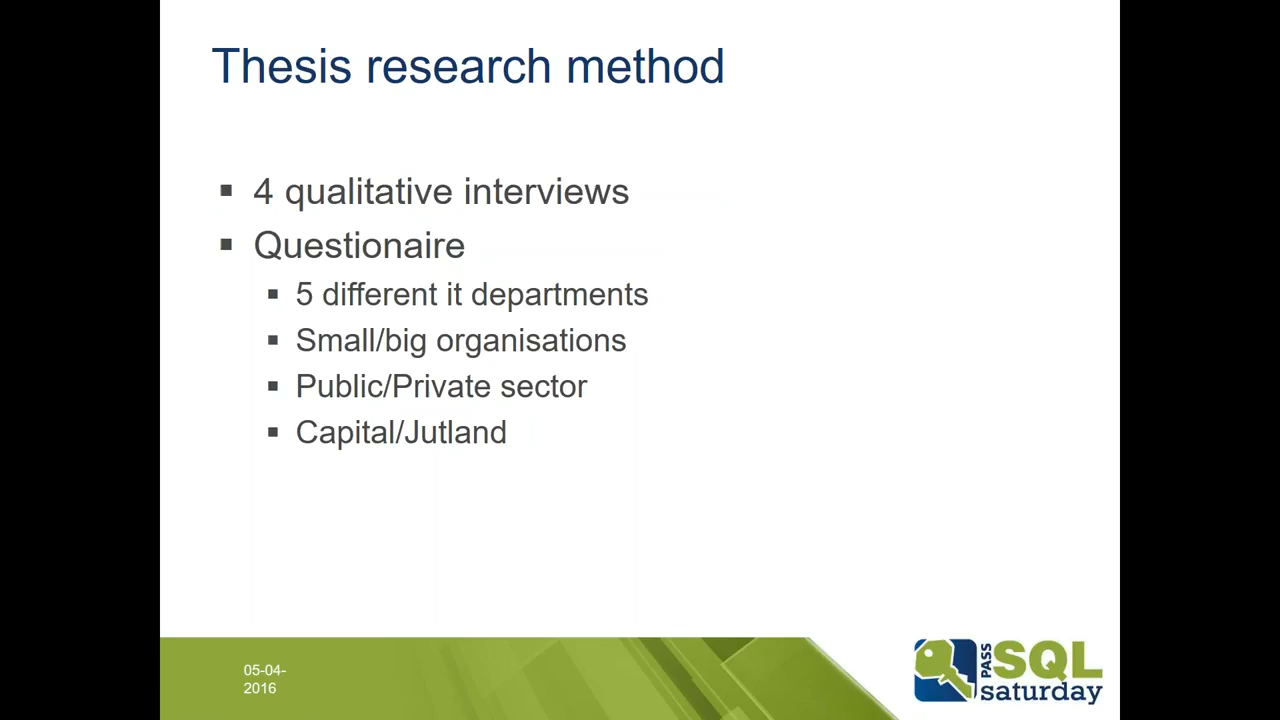 Thesis research method
▪ 4 qualitative interviews
▪ Questionaire
▪ 5 different it departments
▪ Small/big organisations
▪ Public/Private sector
▪ Capital/Jutland
05-04-
2016
PASS
SQL
saturday